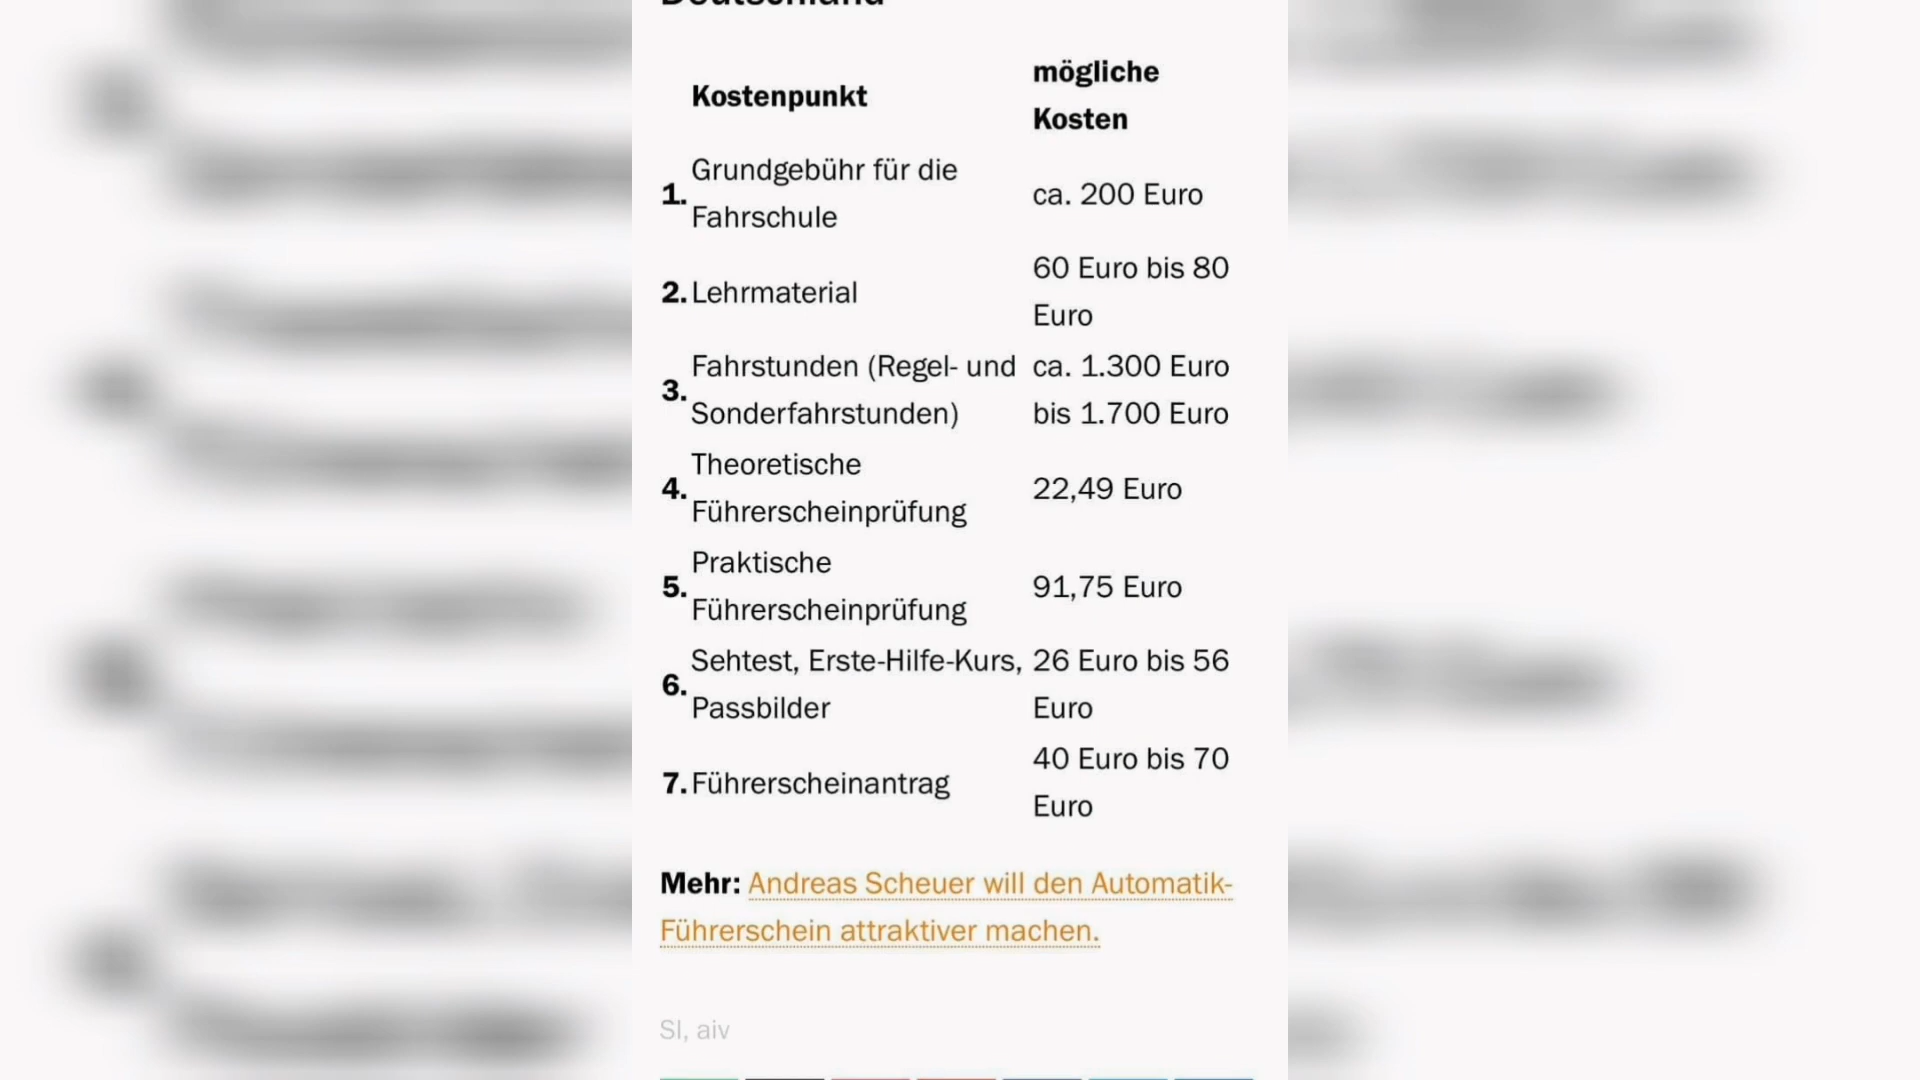 Deutschland
Kostenpunkt
mögliche
Kosten
1.
Grundgebühr für die
Fahrschule
ca. 200 Euro
2. Lehrmaterial
60 Euro bis 80
Euro
3.
Fahrstunden (Regel- und
Sonderfahrstunden)
ca. 1.300 Euro
bis 1.700 Euro
4.
Theoretische
Führerscheinprüfung
22,49 Euro
5.
Praktische
Führerscheinprüfung
91,75 Euro
6.
Sehtest, Erste-Hilfe-Kurs,
Passbilder
26 Euro bis 56
Euro
7. Führerscheinantrag
40 Euro bis 70
Euro
Mehr: Andreas Scheuer will den Automatik-
Führerschein attraktiver machen.
SI, aiv